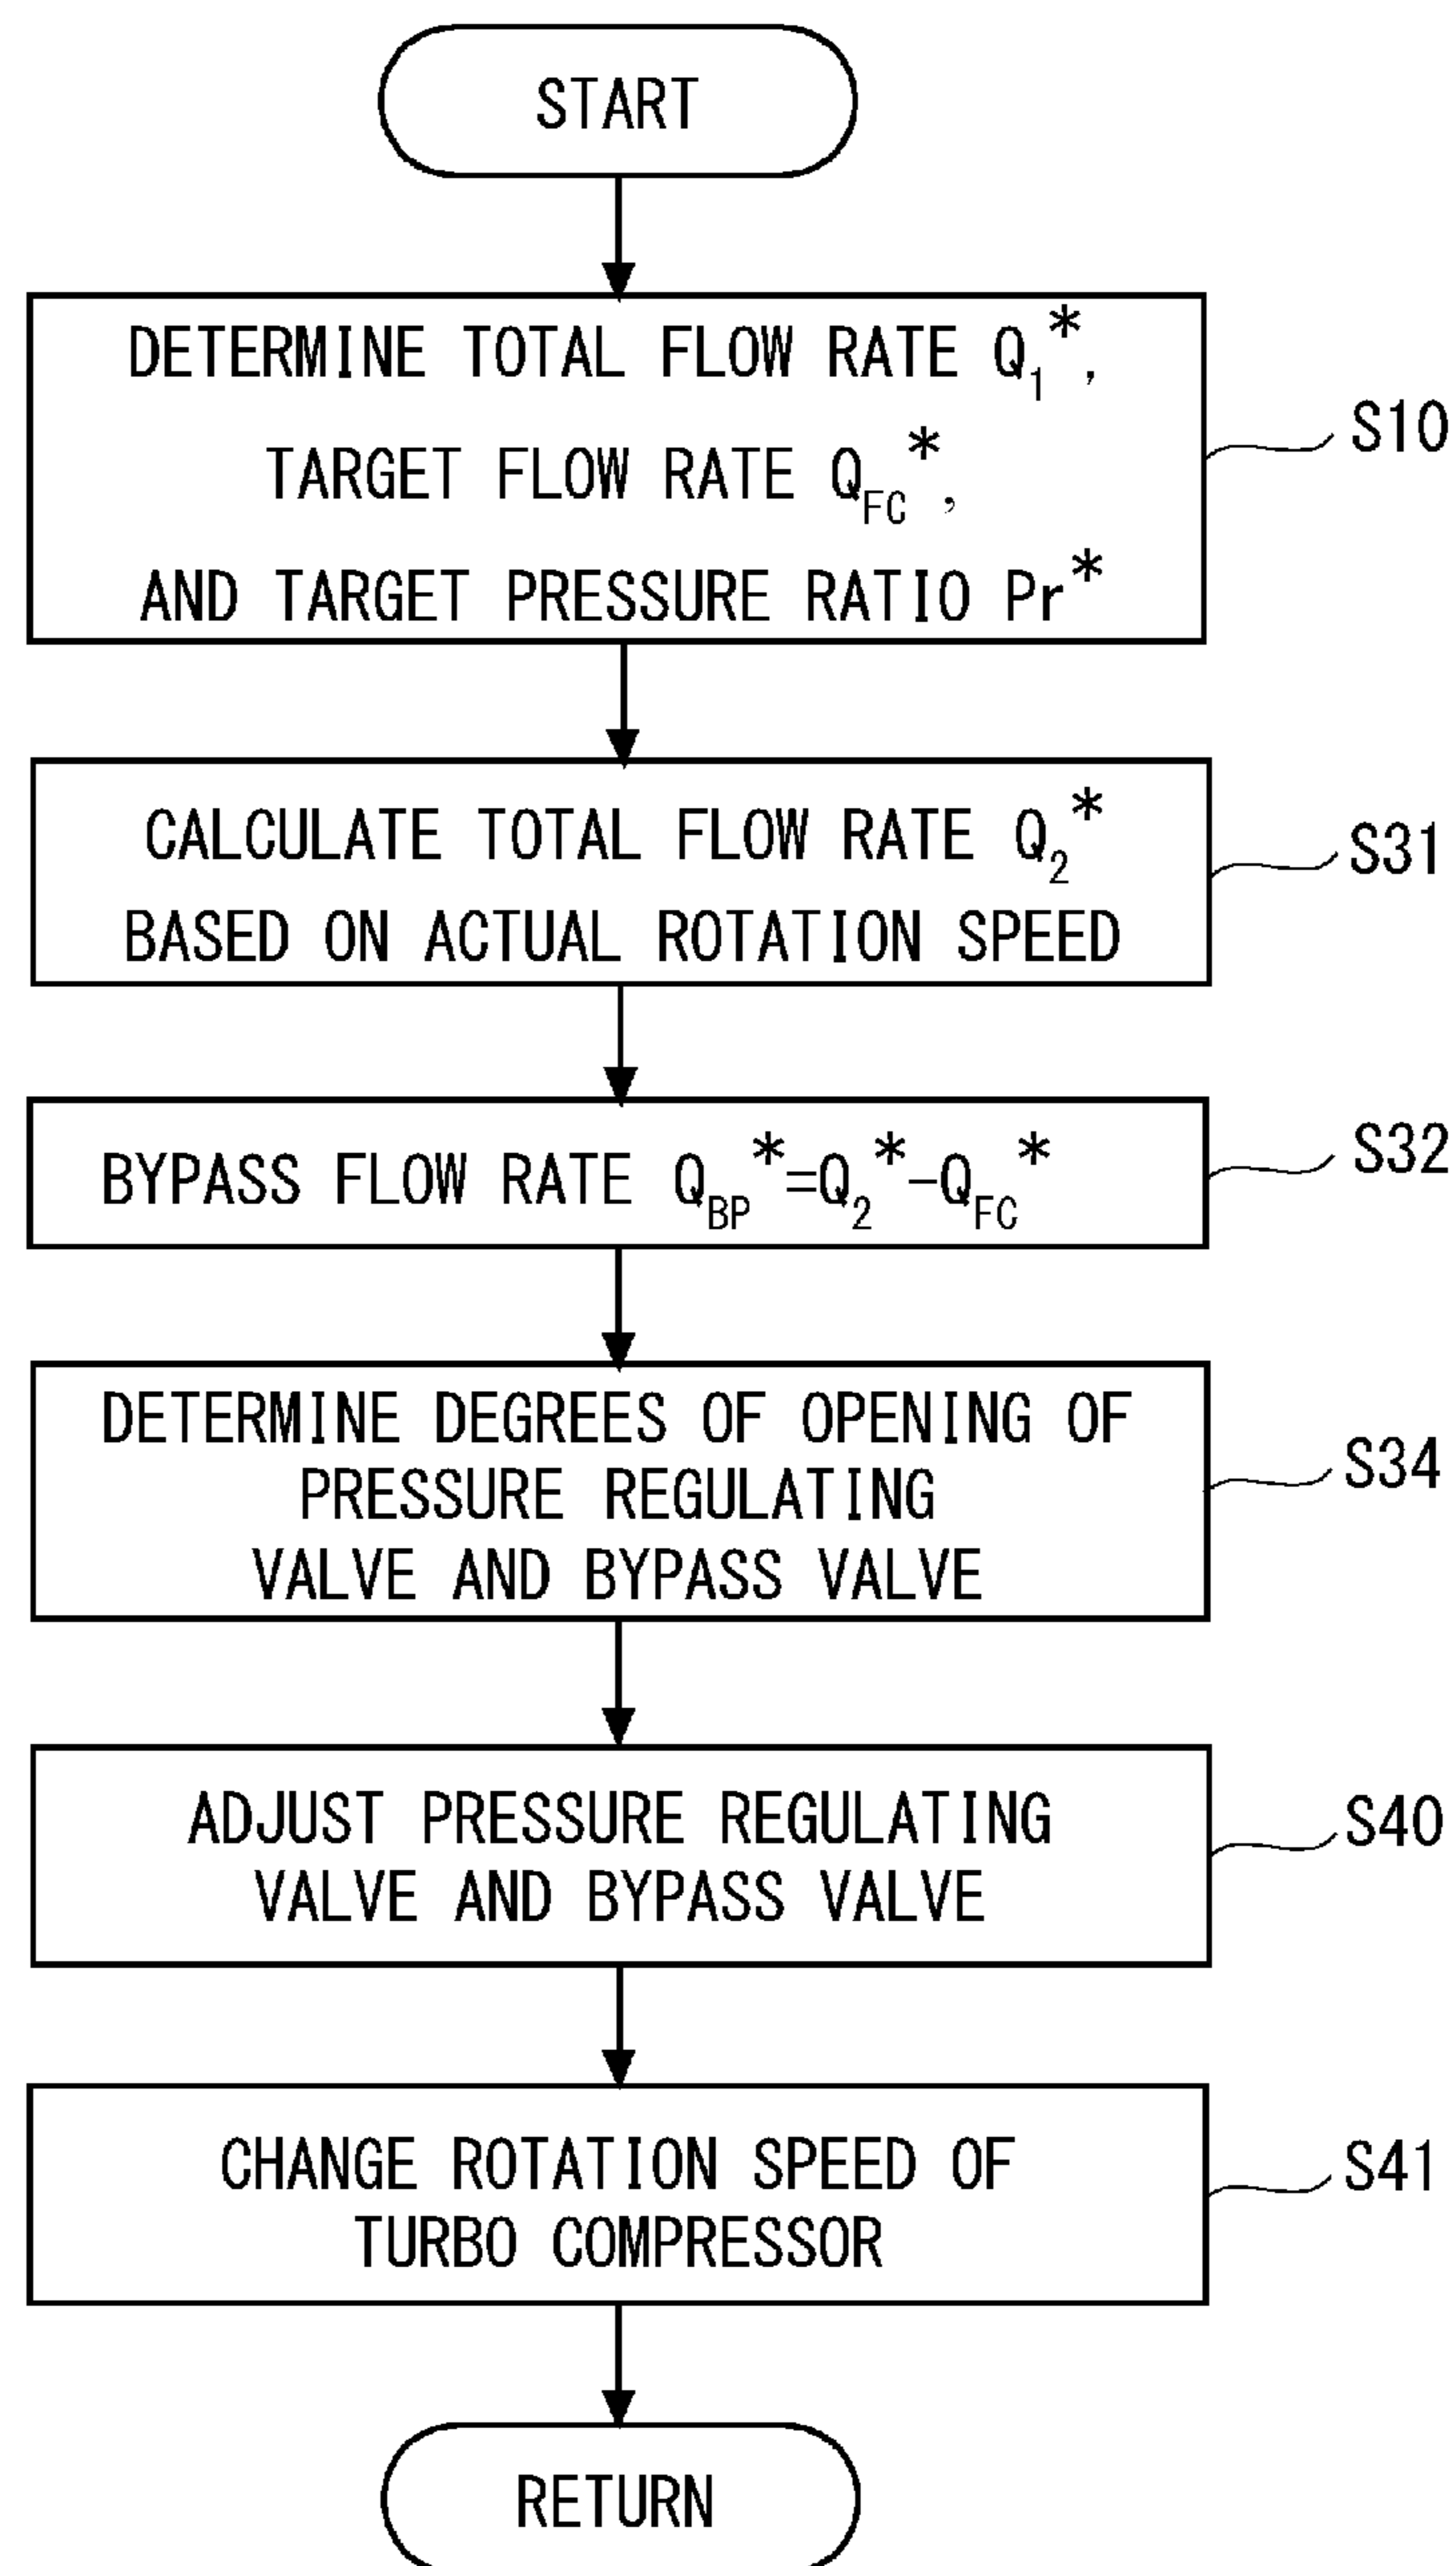 START
DETERMINE TOTAL FLOW RATE Q₁*,
TARGET FLOW RATE Q_FC*,
AND TARGET PRESSURE RATIO Pr*
S10
CALCULATE TOTAL FLOW RATE Q₂*
BASED ON ACTUAL ROTATION SPEED
S31
BYPASS FLOW RATE Q_BP*=Q₂*-Q_FC*
S32
DETERMINE DEGREES OF OPENING OF
PRESSURE REGULATING
VALVE AND BYPASS VALVE
S34
ADJUST PRESSURE REGULATING
VALVE AND BYPASS VALVE
S40
CHANGE ROTATION SPEED OF
TURBO COMPRESSOR
S41
RETURN